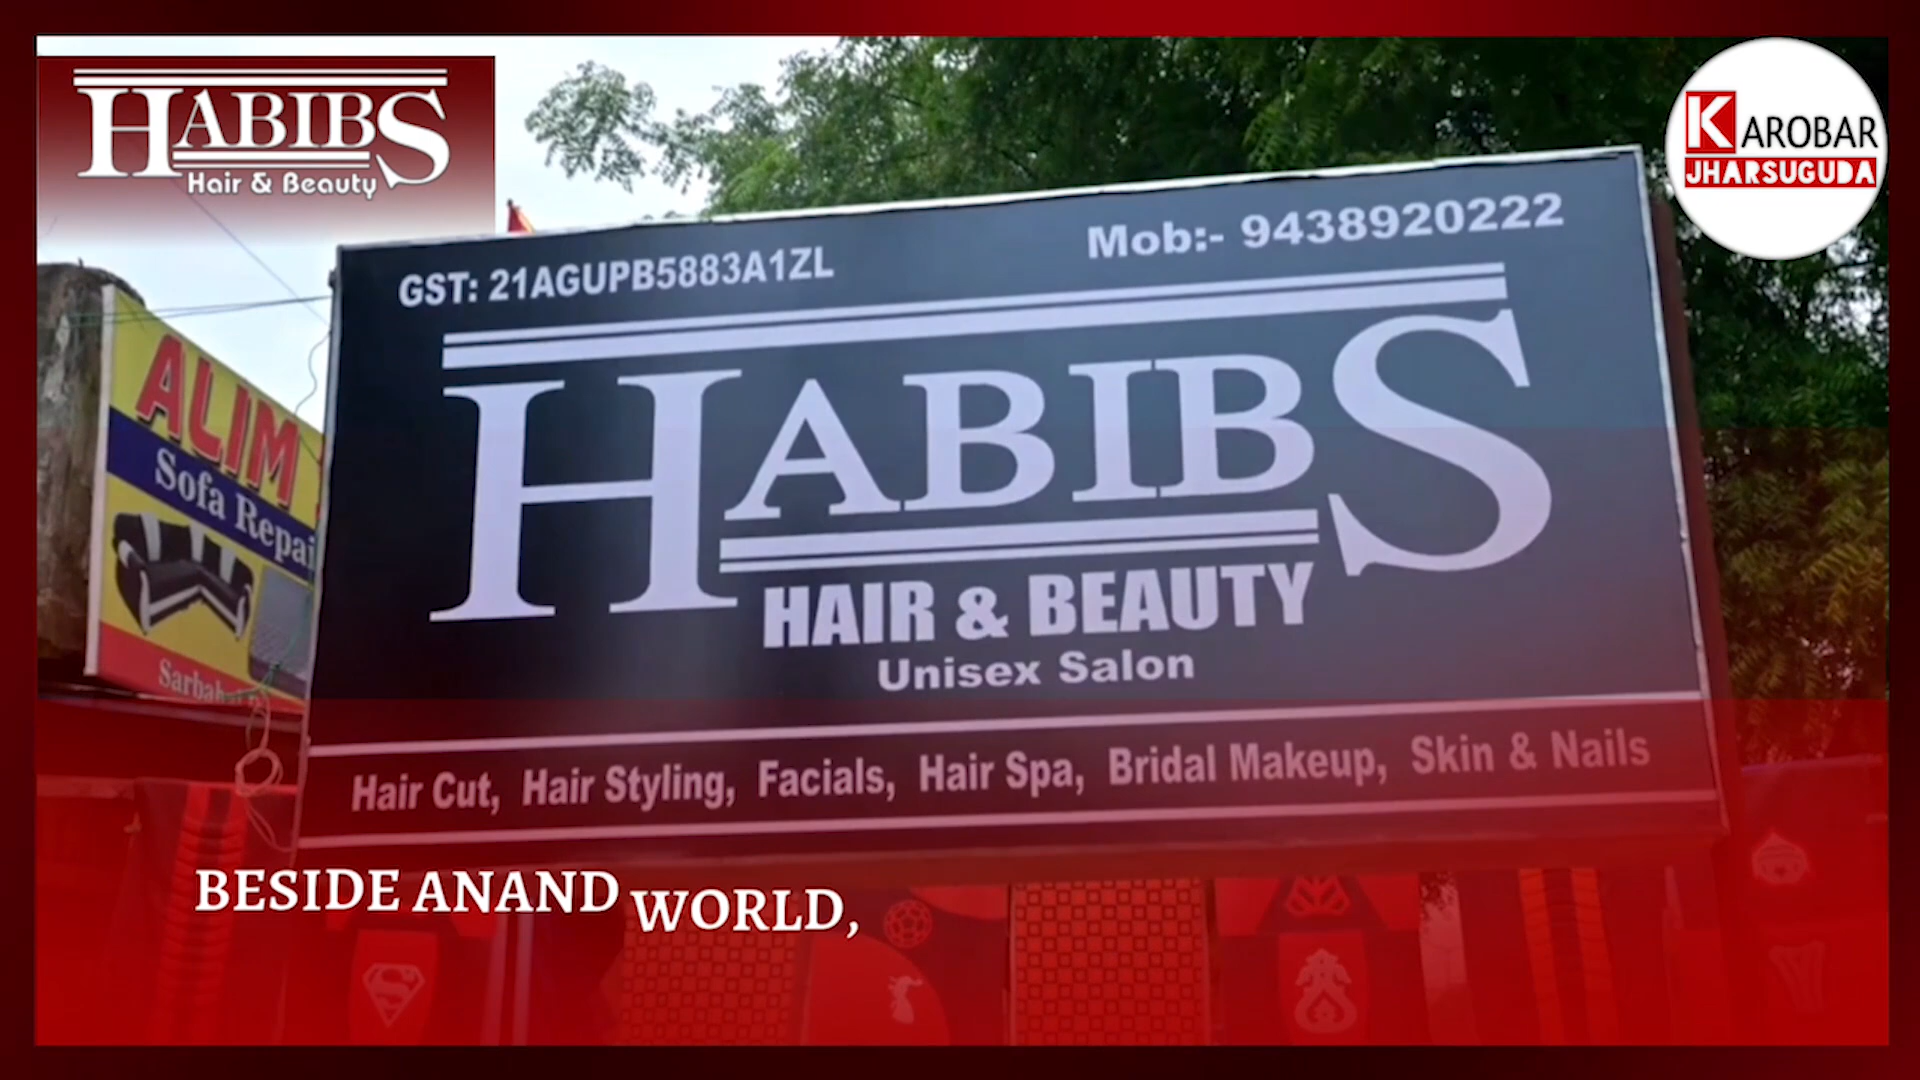 HABIBS
Hair & Beauty
KAROBAR
JHARSUGUDA
GST: 21AGUPB5883A1ZL
Mob:- 9438920222
HABIBS
HAIR & BEAUTY
Unisex Salon
Hair Cut, Hair Styling, Facials, Hair Spa, Bridal Makeup, Skin & Nails
ALIM
Sofa Repai
BESIDE ANAND WORLD,